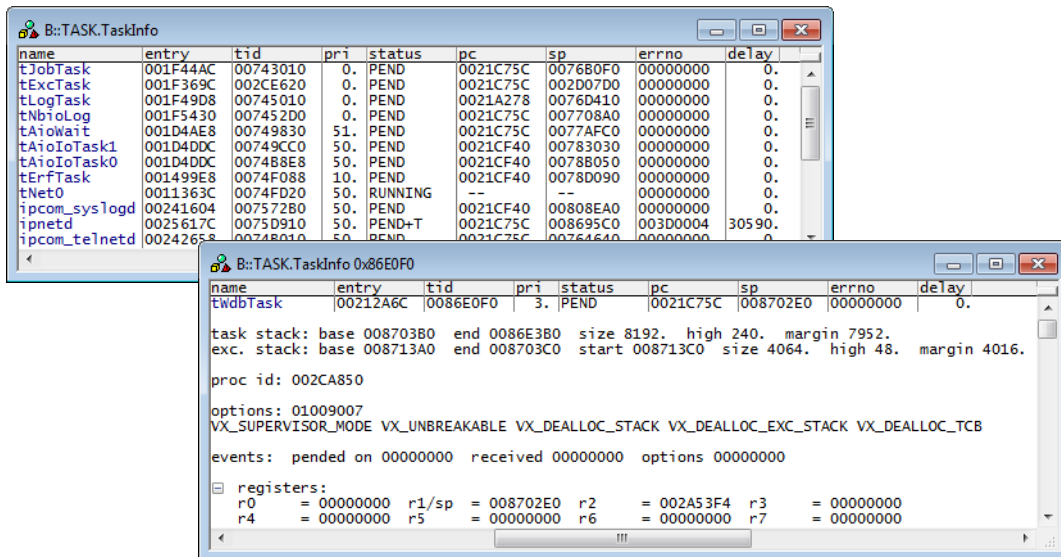 B::TASK.TaskInfo
name entry tid pri status pc sp errno delay
tJobTask 001F44AC 00743010 0. PEND 0021C75C 0076B0F0 00000000 0.
tExcTask 001F369C 002CE620 0. PEND 0021C75C 002D07D0 00000000 0.
tLogTask 001F49D8 00745010 0. PEND 0021A278 0076D410 00000000 0.
tNbioLog 001F5430 007452D0 0. PEND 0021C75C 007708A0 00000000 0.
tAioWait 001D4AE8 00749830 51. PEND 0021C75C 0077AFC0 00000000 0.
tAioIoTask1 001D4DDC 00749CC0 50. PEND 0021CF40 00783030 00000000 0.
tAioIoTask0 001D4DDC 0074B8E8 50. PEND 0021CF40 0078B050 00000000 0.
tErfTask 001499E8 0074F088 10. PEND 0021CF40 0078D090 00000000 0.
tNet0 0011363C 0074FD20 50. RUNNING -- -- 00000000 0.
ipcom_syslogd 00241604 007572B0 50. PEND 0021CF40 00808EA0 00000000 0.
ipnetd 0025617C 0075D910 50. PEND+T 0021C75C 008695C0 003D0004 30590.
ipcom_telnetd 00242658 0074B010 50. PEND 0021C75C 00764640 00000000 0.
B::TASK.TaskInfo 0x86E0F0
name entry tid pri status pc sp errno delay
tWdbTask 00212A6C 0086E0F0 3. PEND 0021C75C 008702E0 00000000 0.
task stack: base 008703B0 end 0086E3B0 size 8192. high 240. margin 7952.
exc. stack: base 008713A0 end 008703C0 start 008713C0 size 4064. high 48. margin 4016.
proc id: 002CA850
options: 01009007
VX_SUPERVISOR_MODE VX_UNBREAKABLE VX_DEALLOC_STACK VX_DEALLOC_EXC_STACK VX_DEALLOC_TCB
events: pended on 00000000 received 00000000 options 00000000
registers:
r0 = 00000000 r1/sp = 008702E0 r2 = 002A53F4 r3 = 00000000
r4 = 00000000 r5 = 00000000 r6 = 00000000 r7 = 00000000